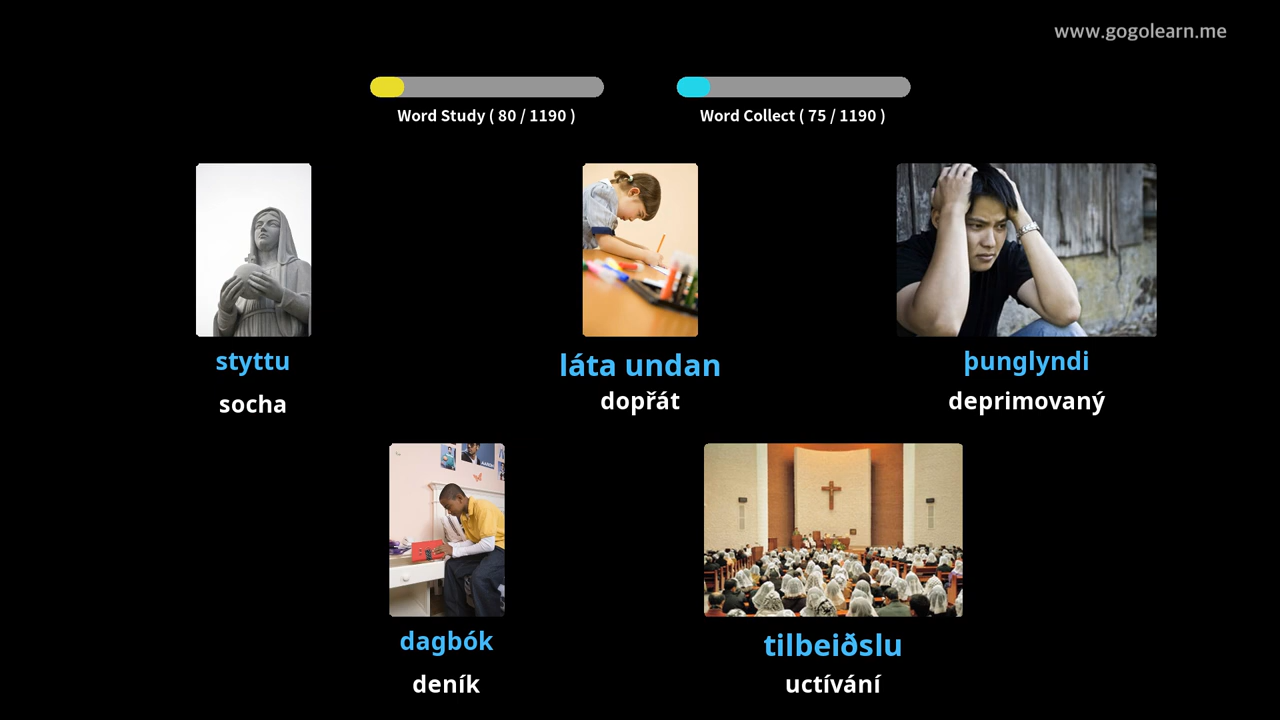 www.gogolearn.me
Word Study ( 80 / 1190 )
Word Collect ( 75 / 1190 )
styttu
socha
láta undan
dopřát
þunglyndi
deprimovaný
dagbók
deník
tilbeiðslu
uctívání